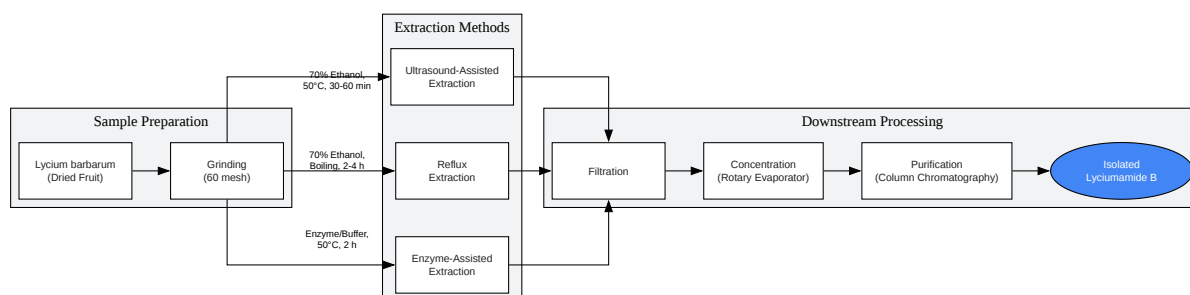 Extraction Methods
70% Ethanol,
50°C, 30-60 min
Ultrasound-Assisted
Extraction
Sample Preparation
Lycium barbarum
(Dried Fruit)
Grinding
(60 mesh)
70% Ethanol,
Boiling, 2-4 h
Reflux
Extraction
Enzyme/Buffer,
50°C, 2 h
Enzyme-Assisted
Extraction
Downstream Processing
Filtration
Concentration
(Rotary Evaporator)
Purification
(Column Chromatography)
Isolated
Lyciumamide B